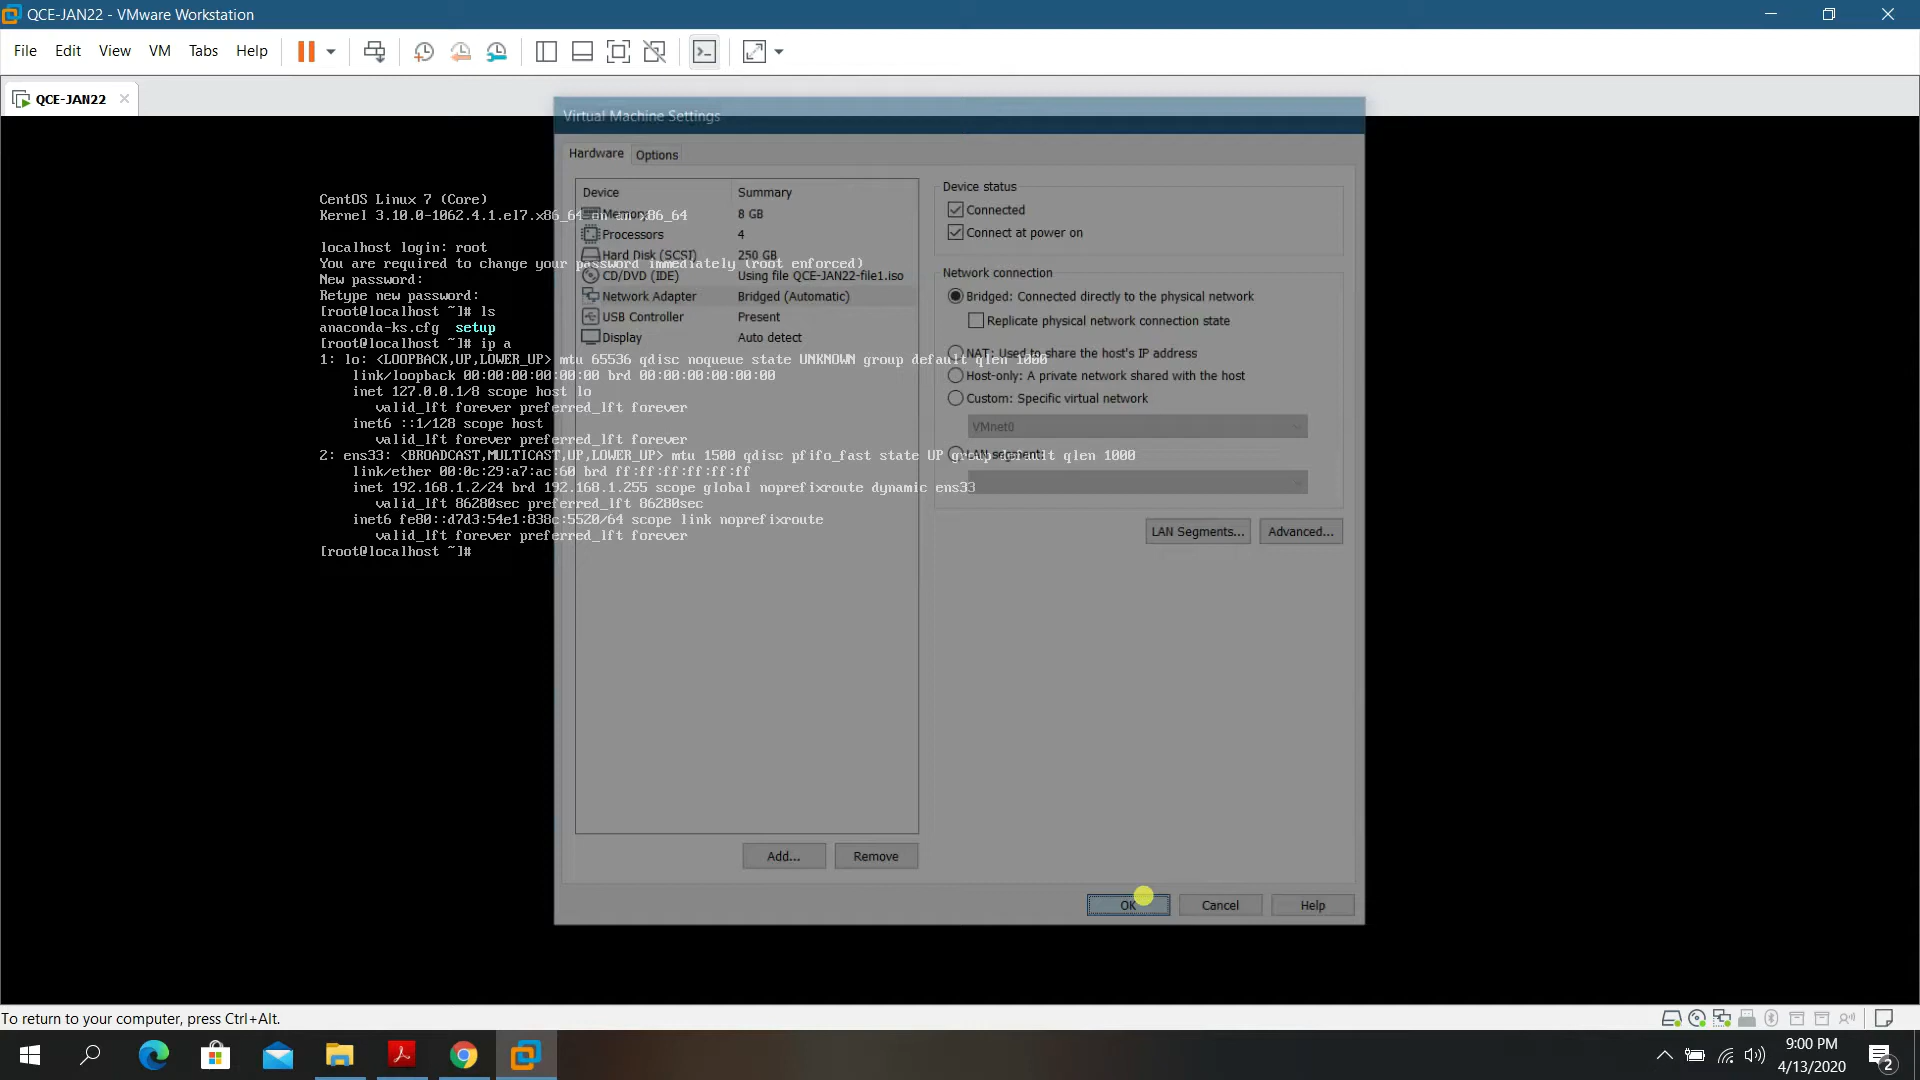 QCE-JAN22 - VMware Workstation
File Edit View VM Tabs Help
QCE-JAN22
Virtual Machine Settings
Hardware Options
Device Summary
Memory 8 GB
Processors 4
Hard Disk (SCSI) 250 GB
CD/DVD (IDE) Using file QCE-JAN22-file1.iso
Network Adapter Bridged (Automatic)
USB Controller Present
Display Auto detect
Add... Remove
Device status
Connected
Connect at power on
Network connection
Bridged: Connected directly to the physical network
Replicate physical network connection state
NAT: Used to share the host's IP address
Host-only: A private network shared with the host
Custom: Specific virtual network
VMnet0
LAN segment:
LAN Segments... Advanced...
OK Cancel Help
CentOS Linux 7 (Core)
Kernel 3.10.0-1062.4.1.el7.x86_64 on an x86_64
localhost login: root
You are required to change your password immediately (root enforced)
New password:
Retype new password:
[root@localhost ~]# ls
anaconda-ks.cfg setup
[root@localhost ~]# ip a
1: lo: <LOOPBACK,UP,LOWER_UP> mtu 65536 qdisc noqueue state UNKNOWN group default qlen 1000
link/loopback 00:00:00:00:00:00 brd 00:00:00:00:00:00
inet 127.0.0.1/8 scope host lo
valid_lft forever preferred_lft forever
inet6 ::1/128 scope host
valid_lft forever preferred_lft forever
2: ens33: <BROADCAST,MULTICAST,UP,LOWER_UP> mtu 1500 qdisc pfifo_fast state UP group default qlen 1000
link/ether 00:0c:29:a7:ac:60 brd ff:ff:ff:ff:ff:ff
inet 192.168.1.2/24 brd 192.168.1.255 scope global noprefixroute dynamic ens33
valid_lft 86280sec preferred_lft 86280sec
inet6 fe80::d7d3:54e1:838c:5520/64 scope link noprefixroute
valid_lft forever preferred_lft forever
[root@localhost ~]#
To return to your computer, press Ctrl+Alt.
9:00 PM
4/13/2020
2